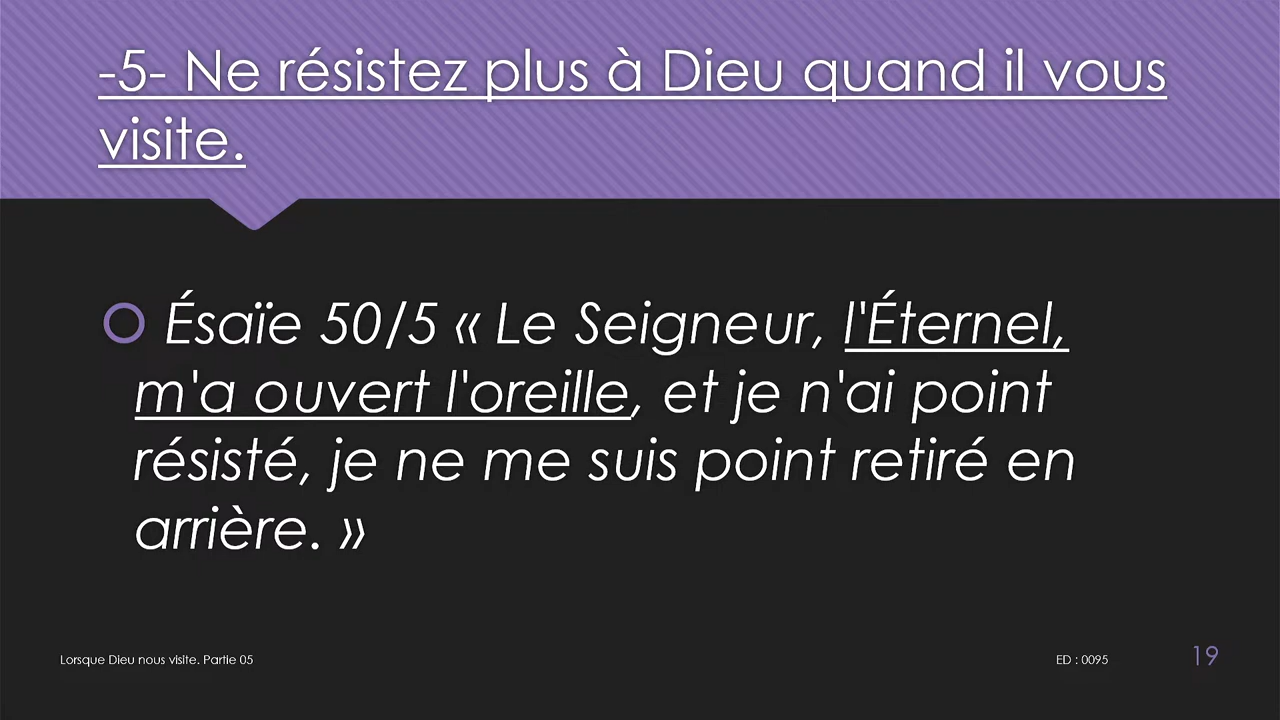 -5- Ne résistez plus à Dieu quand il vous
visite.
Ésaïe 50/5 « Le Seigneur, l'Éternel,
m'a ouvert l'oreille, et je n'ai point
résisté, je ne me suis point retiré en
arrière. »
Lorsque Dieu nous visite. Partie 05
ED : 0095
19